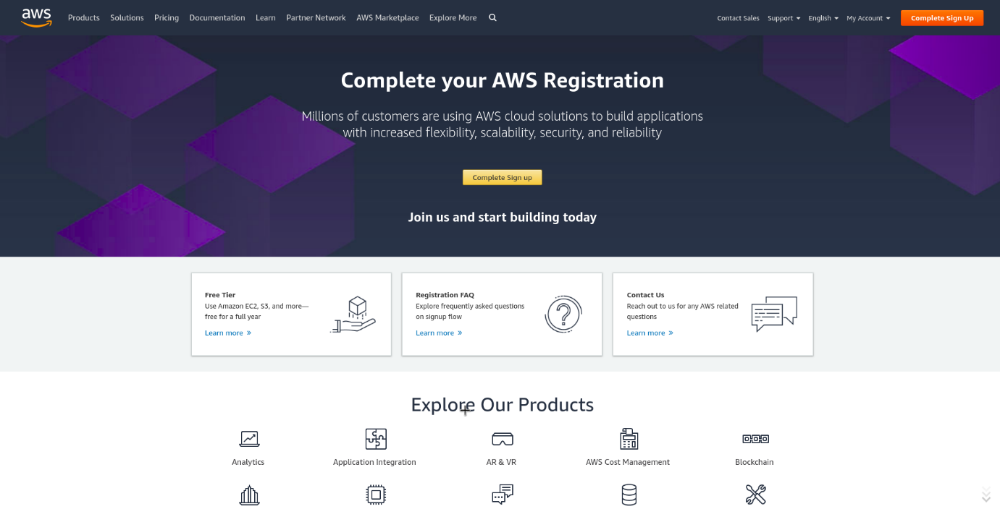 aws
Products Solutions Pricing Documentation Learn Partner Network AWS Marketplace Explore More
Contact Sales Support English My Account Complete Sign Up
Complete your AWS Registration
Millions of customers are using AWS cloud solutions to build applications
with increased flexibility, scalability, security, and reliability
Complete Sign up
Join us and start building today
Free Tier
Use Amazon EC2, S3, and more—
free for a full year
Learn more »
Registration FAQ
Explore frequently asked questions
on signup flow
Learn more »
Contact Us
Reach out to us for any AWS related
questions
Learn more »
Explore Our Products
Analytics Application Integration AR & VR AWS Cost Management Blockchain